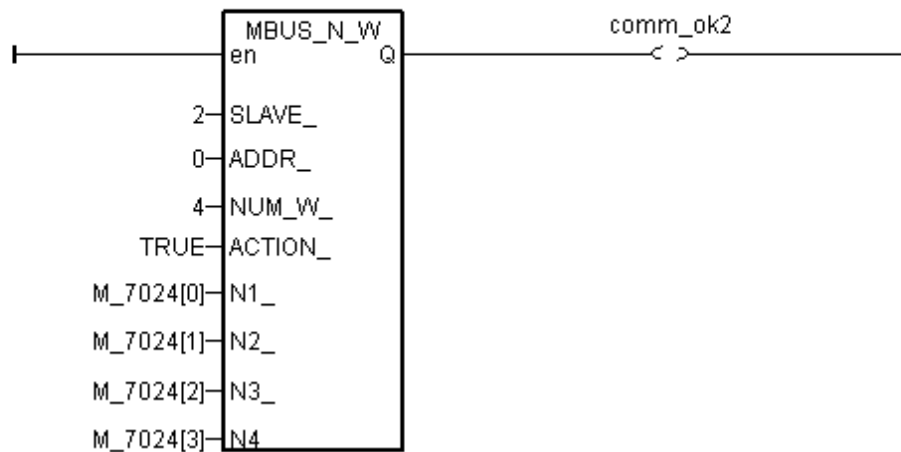 MBUS_N_W
comm_ok2
en Q
2 SLAVE_
0 ADDR_
4 NUM_W_
TRUE ACTION_
M_7024[0] N1_
M_7024[1] N2_
M_7024[2] N3_
M_7024[3] N4